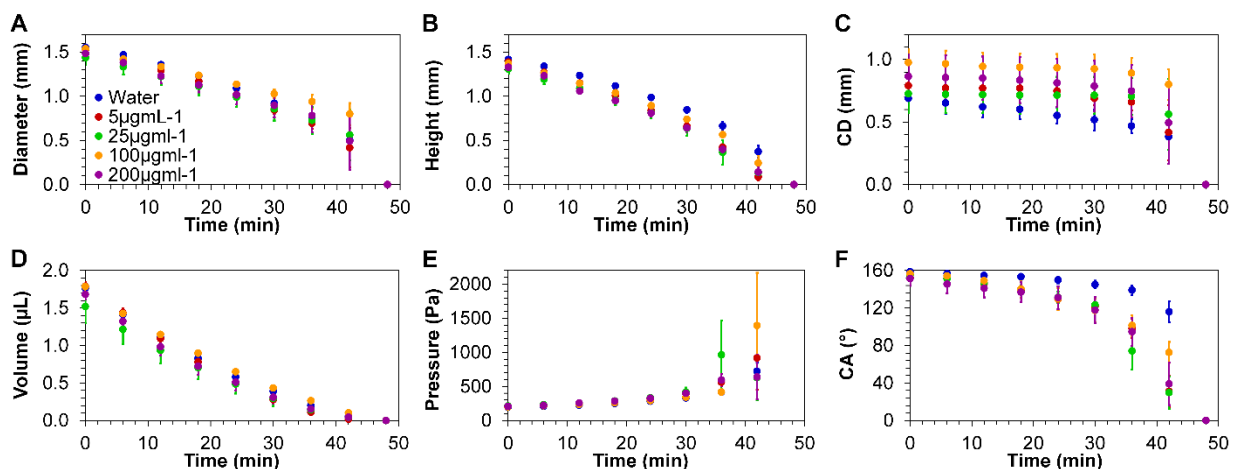 A
Diameter (mm)
1.5
1.0
0.5
0.0
Water
5µgmL-1
25µgml-1
100µgml-1
200µgml-1
0 10 20 30 40 50
Time (min)
B
Height (mm)
1.5
1.0
0.5
0.0
0 10 20 30 40 50
Time (min)
C
CD (mm)
1.0
0.5
0.0
0 10 20 30 40 50
Time (min)
D
Volume (µL)
2.0
1.5
1.0
0.5
0.0
0 10 20 30 40 50
Time (min)
E
Pressure (Pa)
2000
1500
1000
500
0
0 10 20 30 40 50
Time (min)
F
CA (°)
160
120
80
40
0
0 10 20 30 40 50
Time (min)